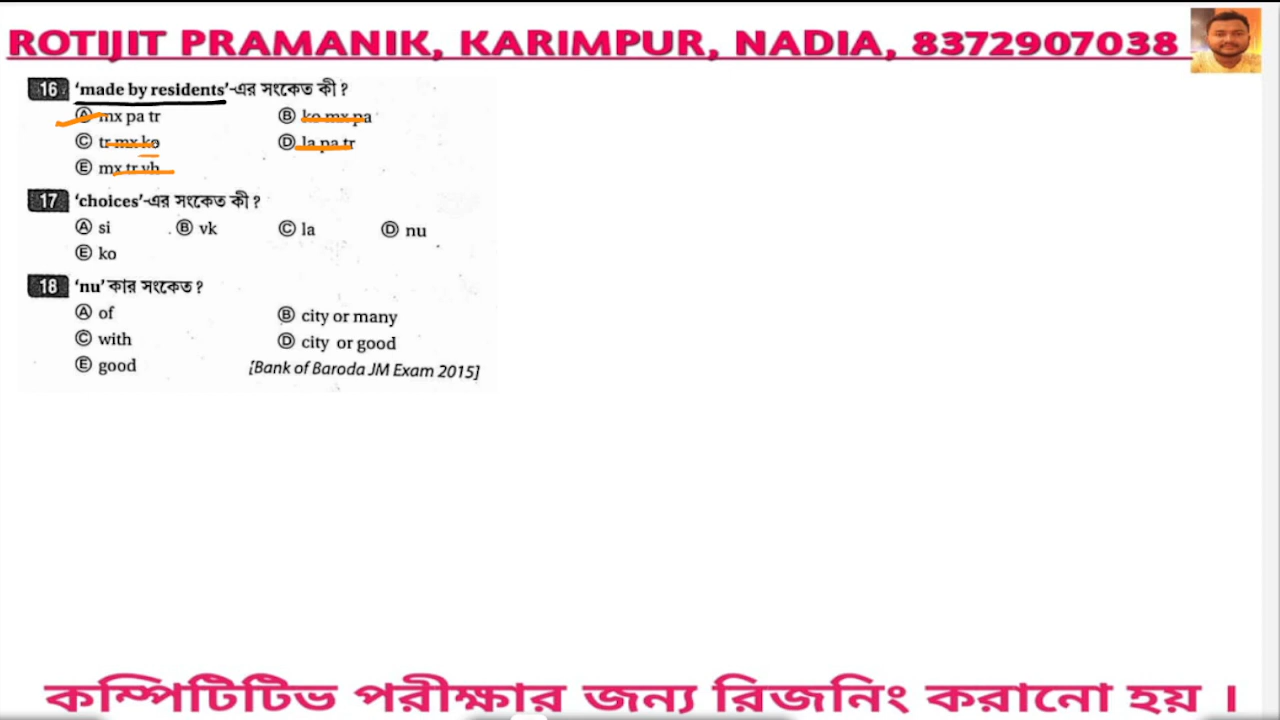 ROTIJIT PRAMANIK, KARIMPUR, NADIA, 8372907038
16 ‘made by residents’-এর সংকেত কী ?
Ⓐ mx pa tr Ⓑ ko mx pa
Ⓒ tr mx ko Ⓓ la pa tr
Ⓔ mx tr vh
17 ‘choices’-এর সংকেত কী ?
Ⓐ si Ⓑ vk Ⓒ la Ⓓ nu
Ⓔ ko
18 ‘nu’ কার সংকেত ?
Ⓐ of Ⓑ city or many
Ⓒ with Ⓓ city or good
Ⓔ good [Bank of Baroda JM Exam 2015]
কম্পিটিটিভ পরীক্ষার জন্য রিজনিং করানো হয় ।